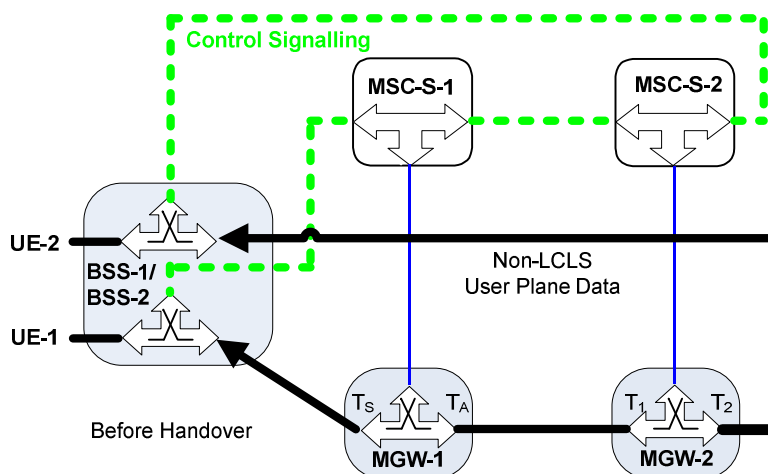 Control Signalling
MSC-S-1
MSC-S-2
UE-2
BSS-1/
BSS-2
Non-LCLS
User Plane Data
UE-1
TS
TA
T1
T2
Before Handover
MGW-1
MGW-2